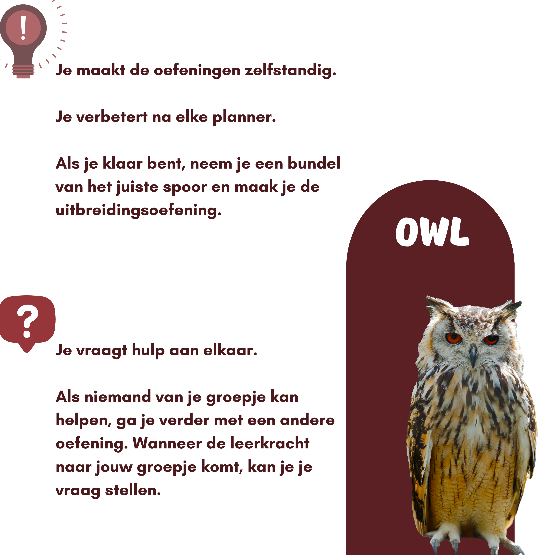 !
Je maakt de oefeningen zelfstandig.
Je verbetert na elke planner.
Als je klaar bent, neem je een bundel
van het juiste spoor en maak je de
uitbreidingsoefening.
OWL
?
Je vraagt hulp aan elkaar.
Als niemand van je groepje kan
helpen, ga je verder met een andere
oefening. Wanneer de leerkracht
naar jouw groepje komt, kan je je
vraag stellen.